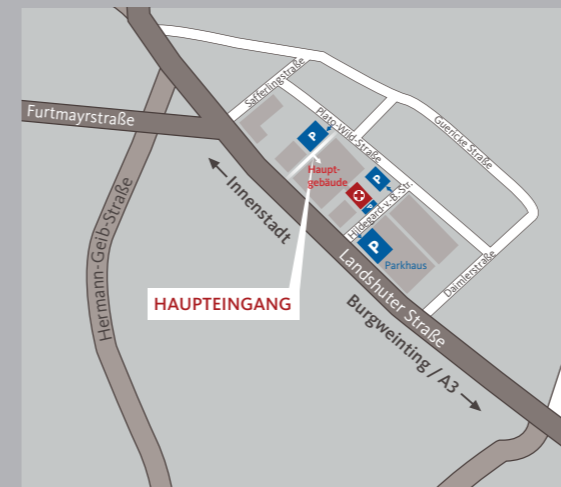 Safferlingstraße
Furtmayrstraße
Plato-Wild-Straße
Guericke Straße
P
Haupt-
gebäude
P
P
Hildegard-v.-B.-Str.
P
Parkhaus
Innenstadt
Hermann-Geib-Straße
Daimlerstraße
Landshuter Straße
HAUPTEINGANG
Burgweinting / A3